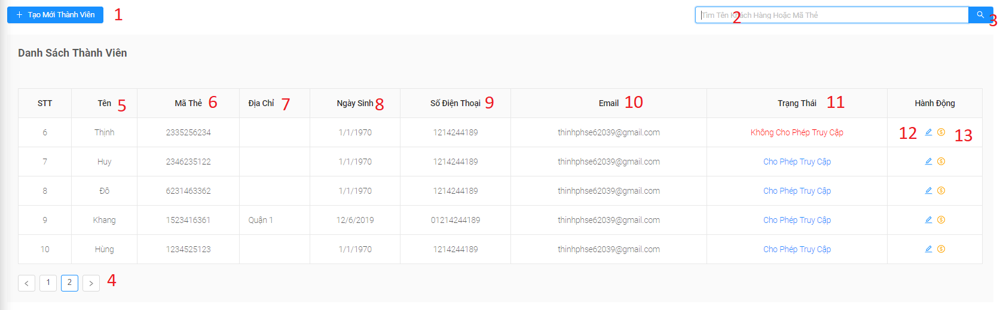 + Tạo Mới Thành Viên 1 Tìm Tên Khách Hàng Hoặc Mã Thẻ 2 3
Danh Sách Thành Viên
STT Tên 5 Mã Thẻ 6 Địa Chỉ 7 Ngày Sinh 8 Số Điện Thoại 9 Email 10 Trạng Thái 11 Hành Động
6 Thịnh 2335256234 1/1/1970 1214244189 thinhphse62039@gmail.com Không Cho Phép Truy Cập 12 13
7 Huy 2346235122 1/1/1970 1214244189 thinhphse62039@gmail.com Cho Phép Truy Cập
8 Đô 6231463362 1/1/1970 1214244189 thinhphse62039@gmail.com Cho Phép Truy Cập
9 Khang 1523416361 Quận 1 12/6/2019 01214244189 thinhphse62039@gmail.com Cho Phép Truy Cập
10 Hùng 1234525123 1/1/1970 1214244189 thinhphse62039@gmail.com Cho Phép Truy Cập
< 1 2 > 4